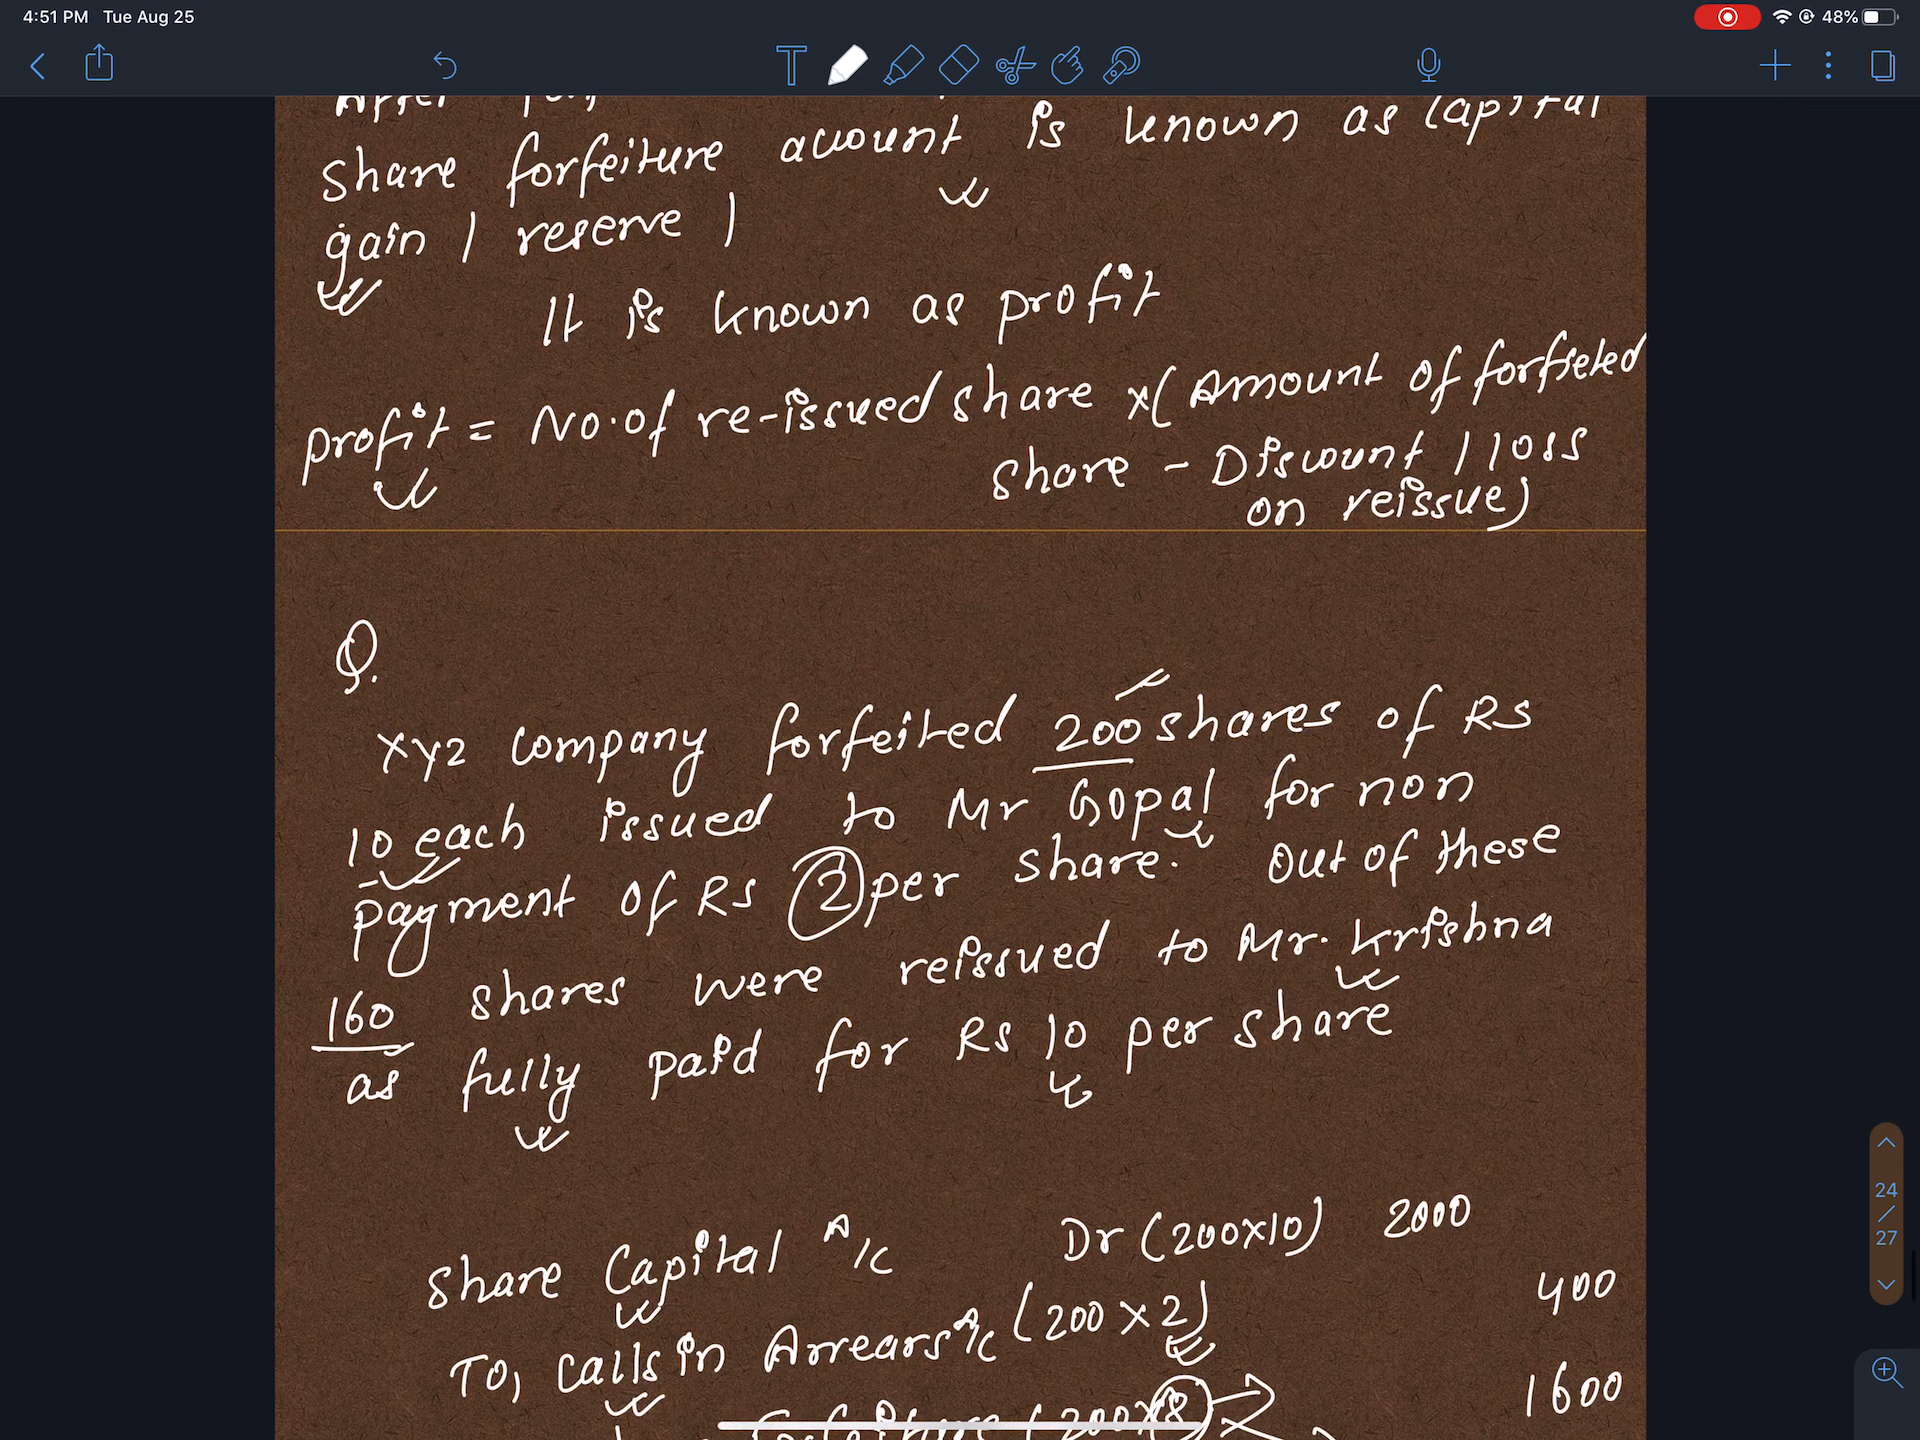 4:51 PM Tue Aug 25
48%
share forfeiture account is known as capital
gain / reserve /
It is known as profit
profit = No. of re-issued share x( Amount of forfieted
share - Discount / loss
on reissue)
Q.
XYZ company forfeited 200 shares of RS
10 each issued to Mr Gopal for non
payment of RS 2 per share. Out of these
160 shares were reissued to Mr. Krishna
as fully paid for RS 10 per share
Share Capital A/c Dr (200x10) 2000
To, Calls in Arrears A/c (200 x 2) 400
(200x8) 1600
24
/
27